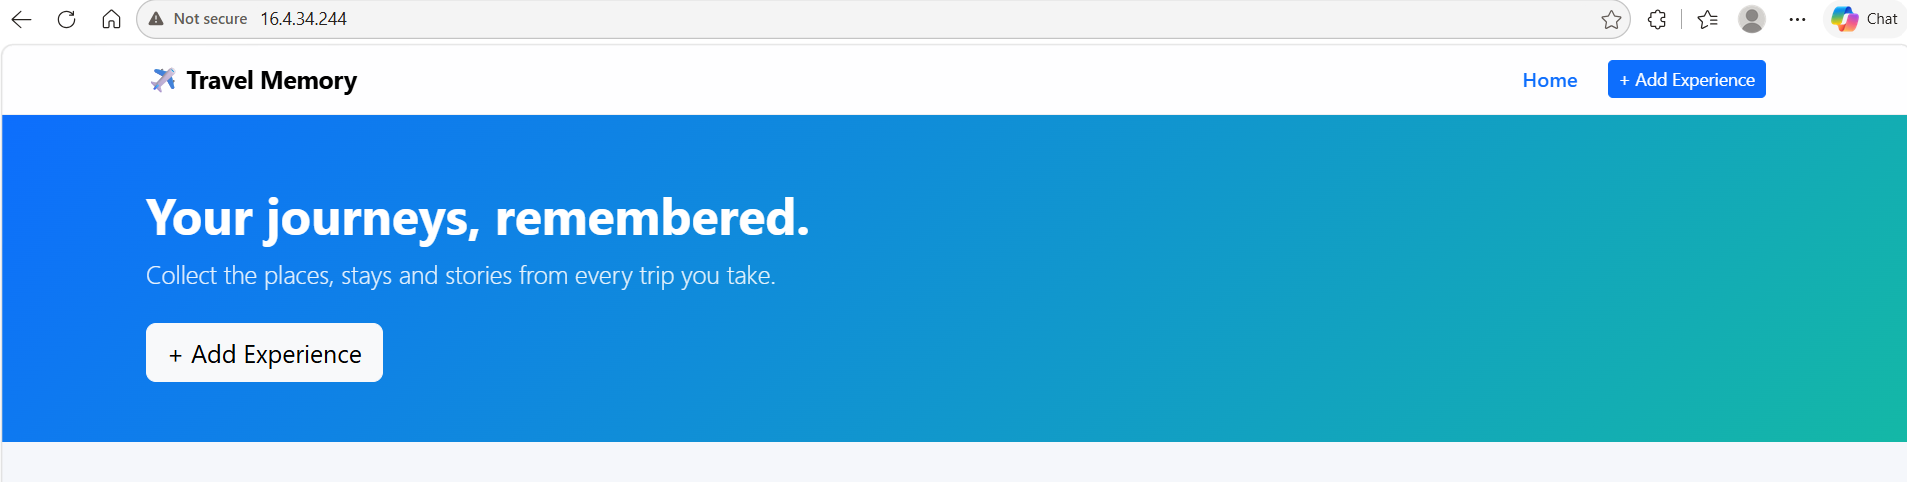 Not secure 16.4.34.244
Chat
Travel Memory
Home
+ Add Experience
Your journeys, remembered.
Collect the places, stays and stories from every trip you take.
+ Add Experience